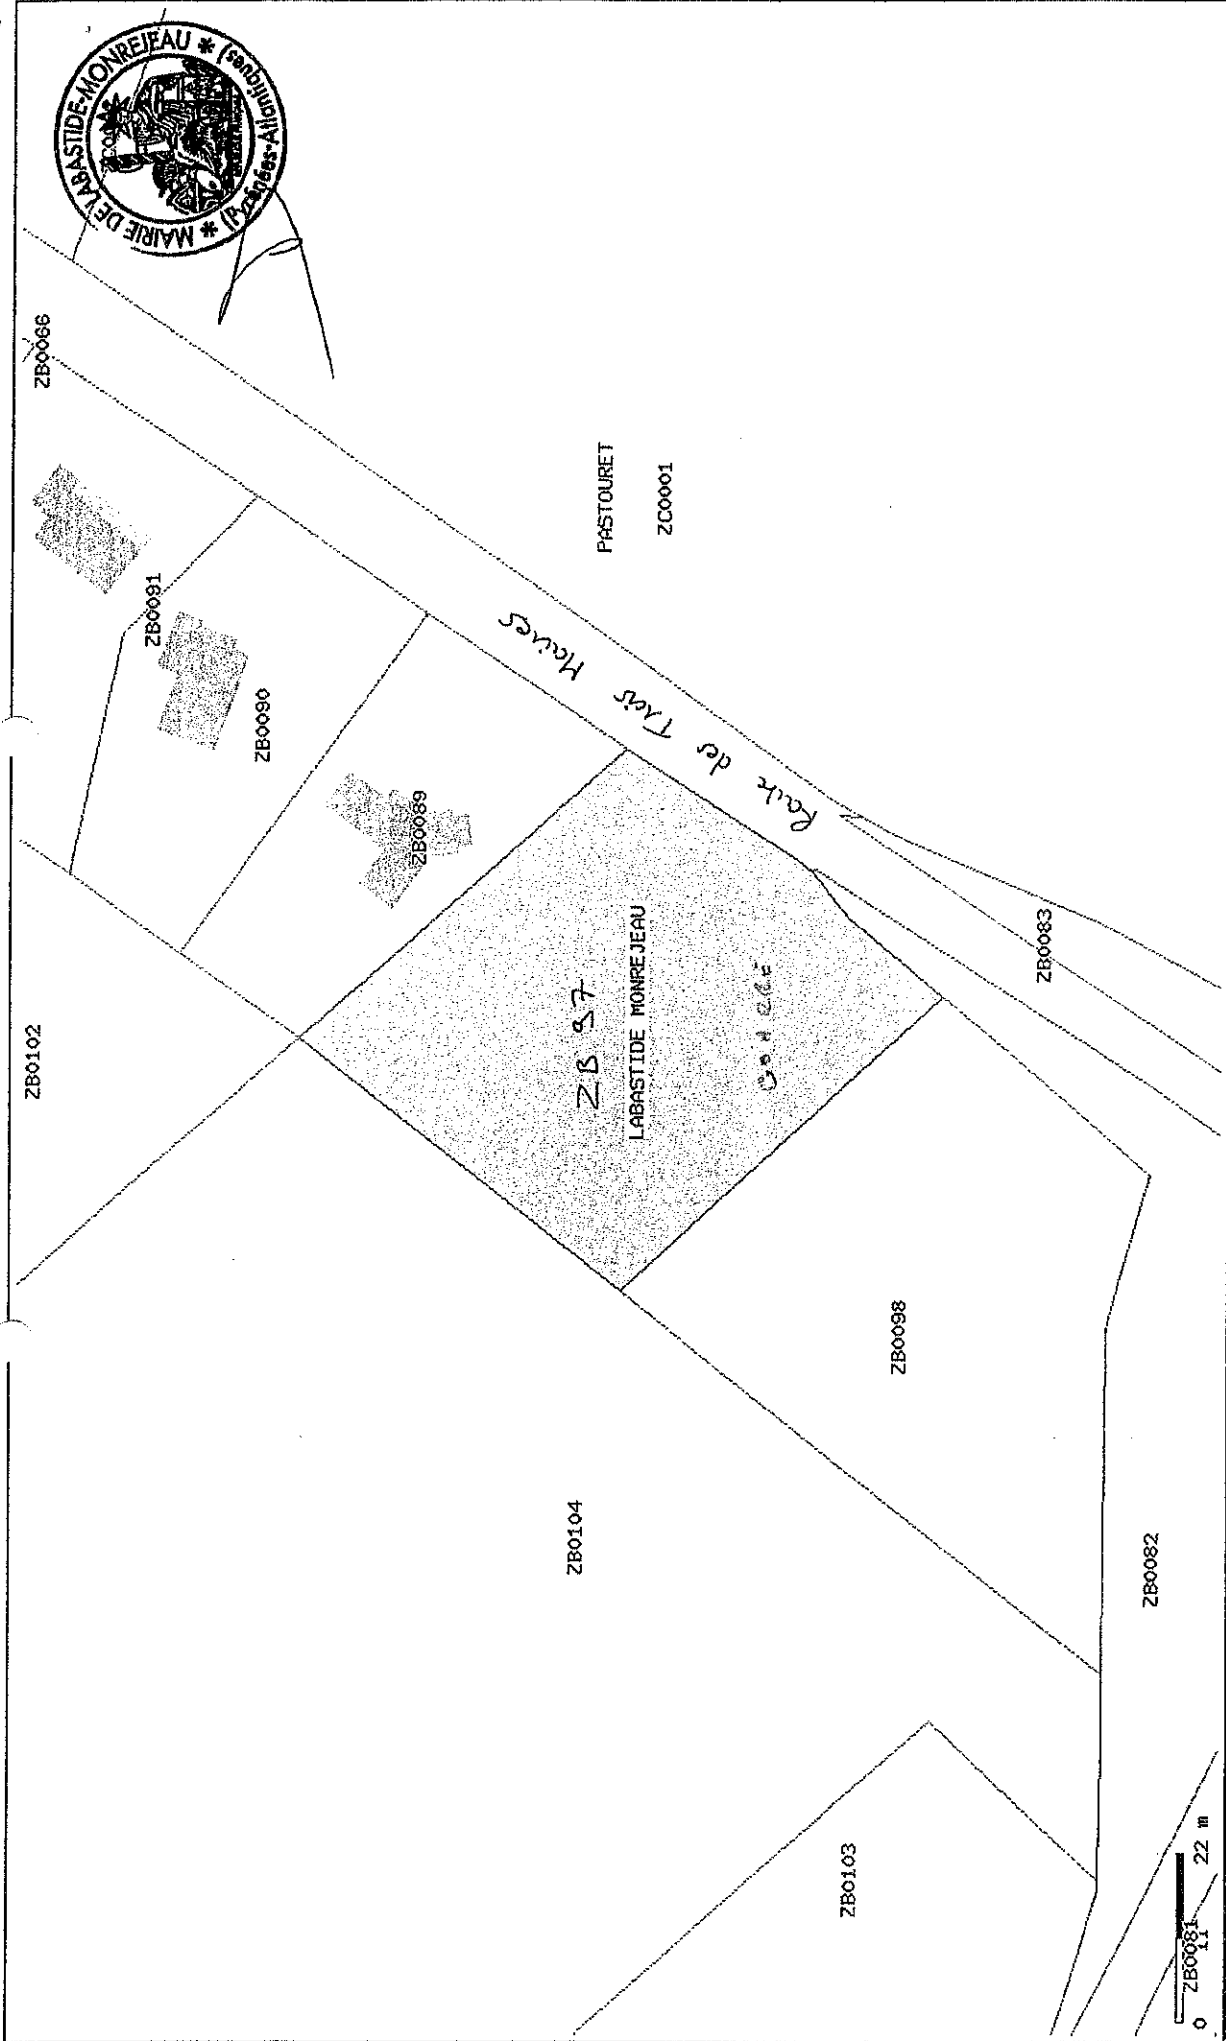 MAIRIE DE LABASTIDE-MONREJEAU * (Pyrénées-Atlantiques) *
ZB0066
ZB0102
ZB0091
ZB0090
ZB0089
PASTOURET
ZC0001
Route des Trois Maires
ZB 97
LABASTIDE MONREJEAU
ZB0104
ZB0098
ZB0083
ZB0103
ZB0082
ZB0081
0 11 22 m